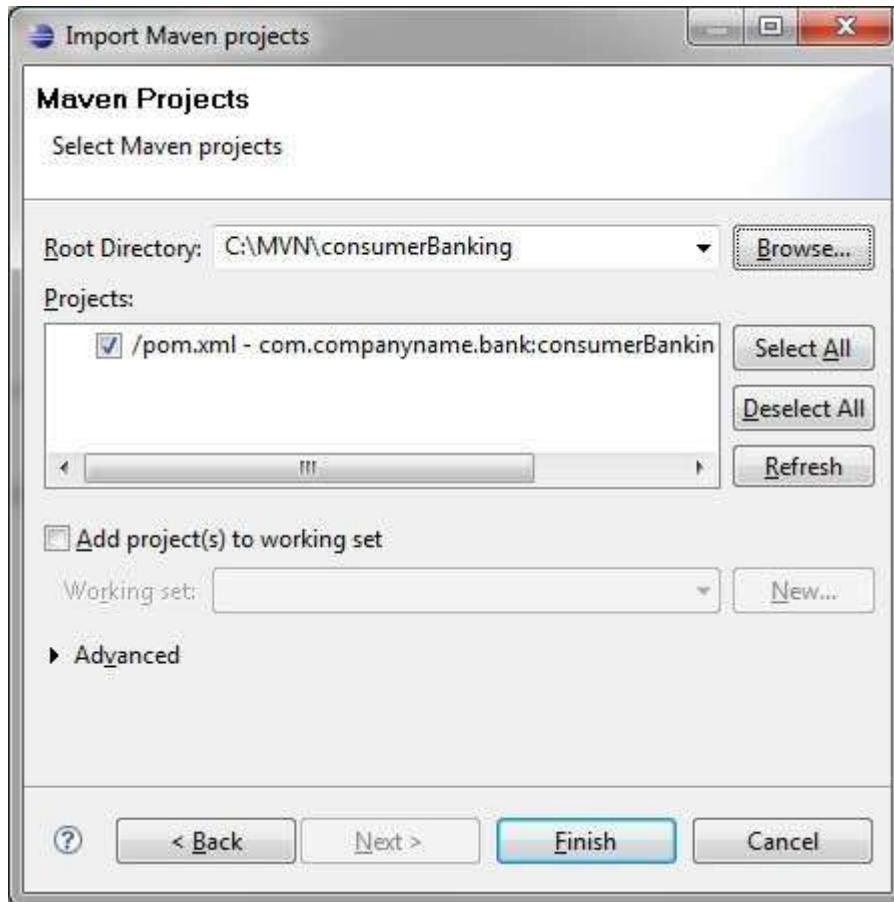 Import Maven projects
Maven Projects
Select Maven projects
Root Directory: C:\MVN\consumerBanking Browse...
Projects:
/pom.xml - com.companyname.bank:consumerBankin Select All
Deselect All
Refresh
Add project(s) to working set
Working set: New...
Advanced
? < Back Next > Finish Cancel